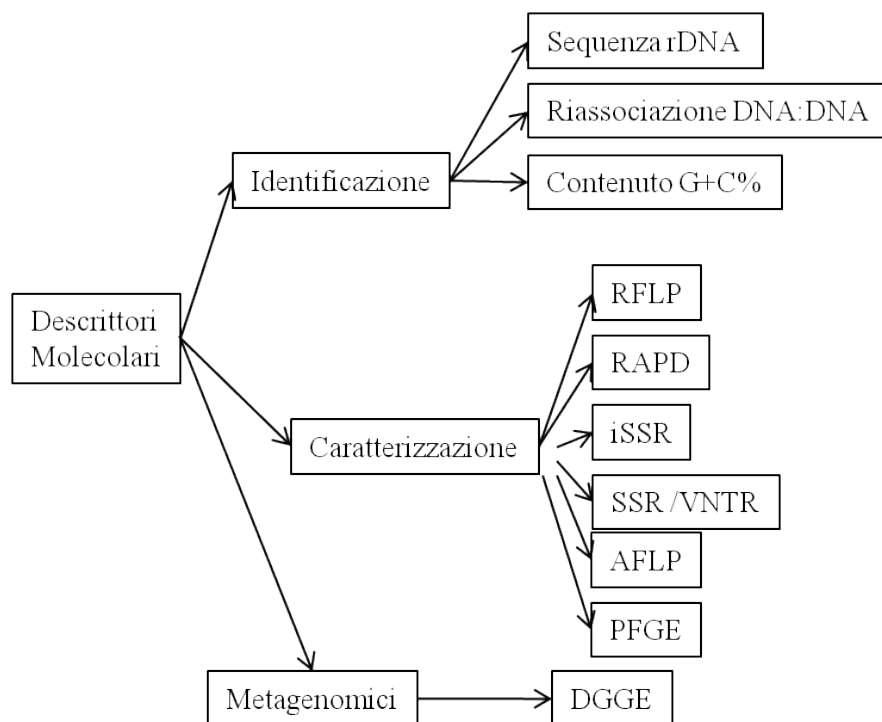 Sequenza rDNA
Riassociazione DNA:DNA
Identificazione
Contenuto G+C%
RFLP
Descrittori
Molecolari
RAPD
iSSR
Caratterizzazione
SSR /VNTR
AFLP
PFGE
Metagenomici
DGGE